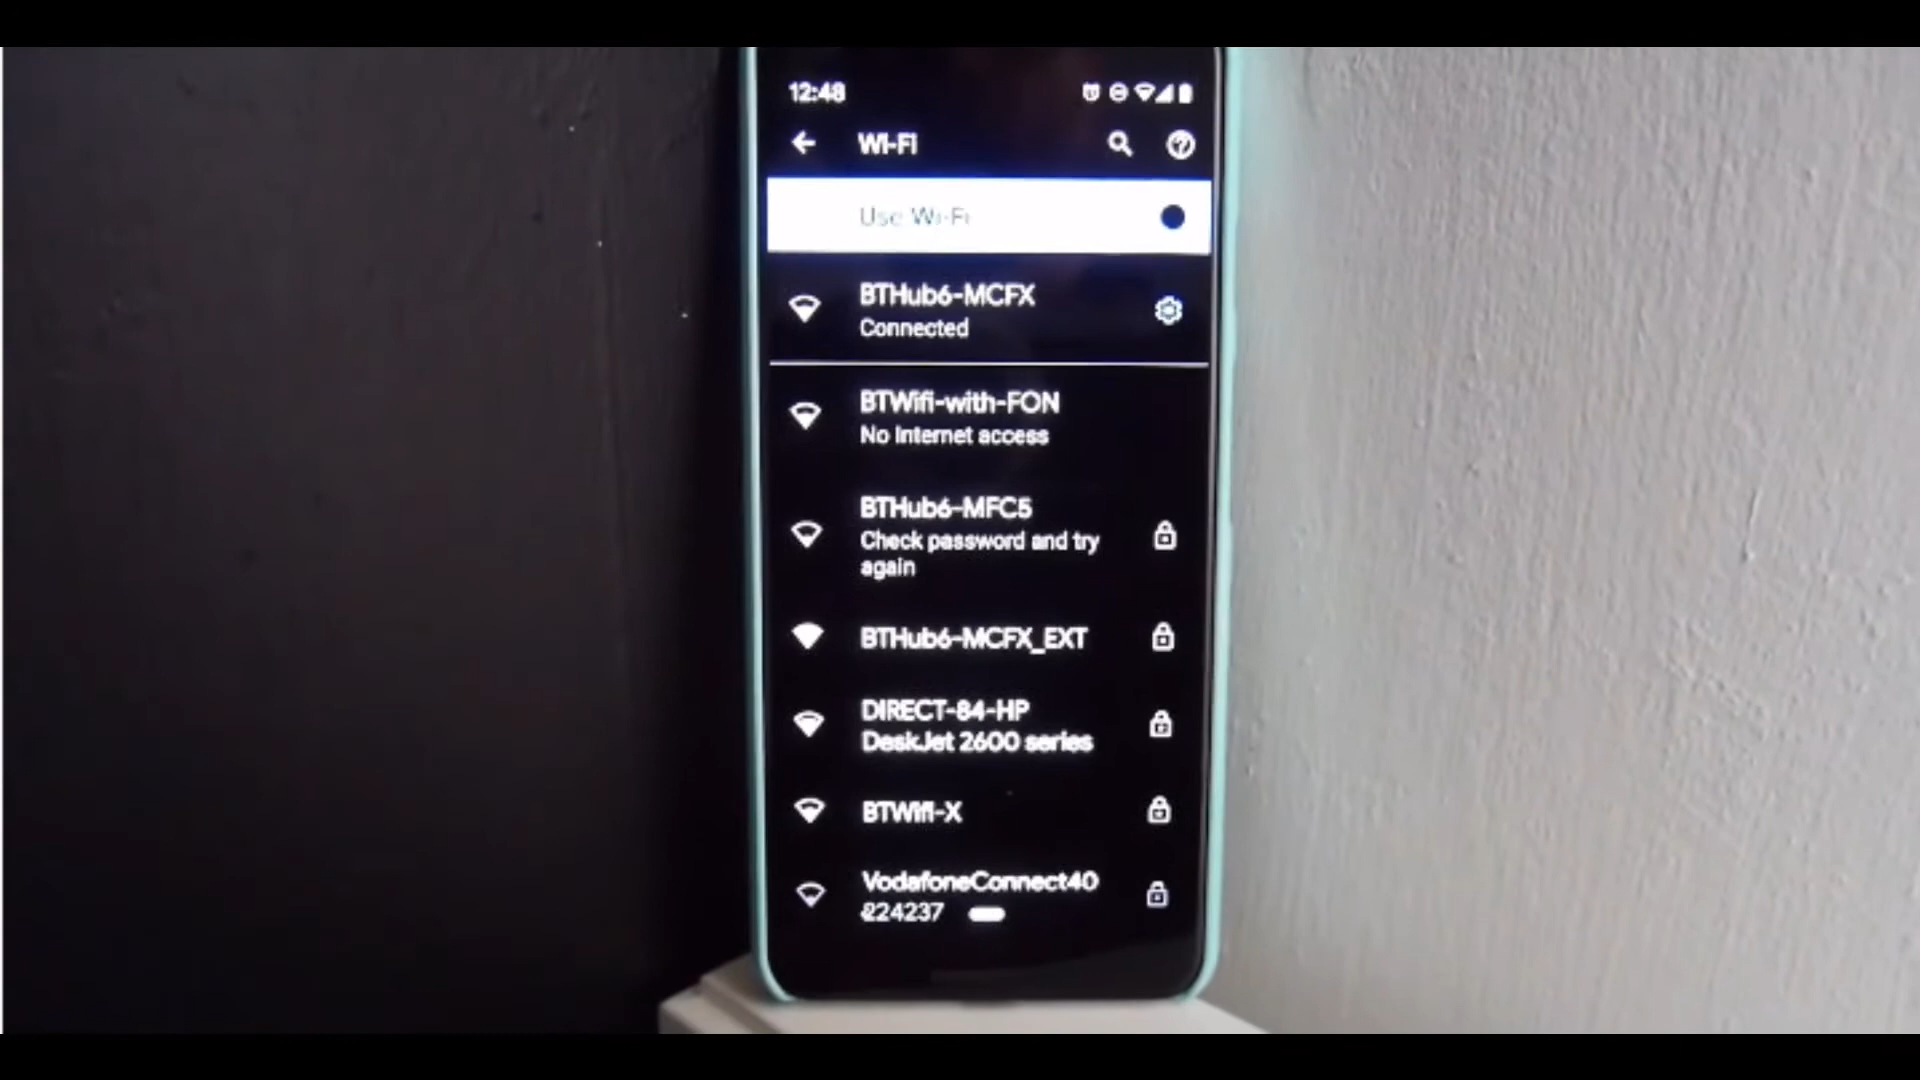 12:48
Wi-Fi
Use Wi-Fi
BTHub6-MCFX
Connected
BTWifi-with-FON
No Internet access
BTHub6-MFC5
Check password and try
again
BTHub6-MCFX_EXT
DIRECT-84-HP
DeskJet 2600 series
BTWifi-X
VodafoneConnect40
224237